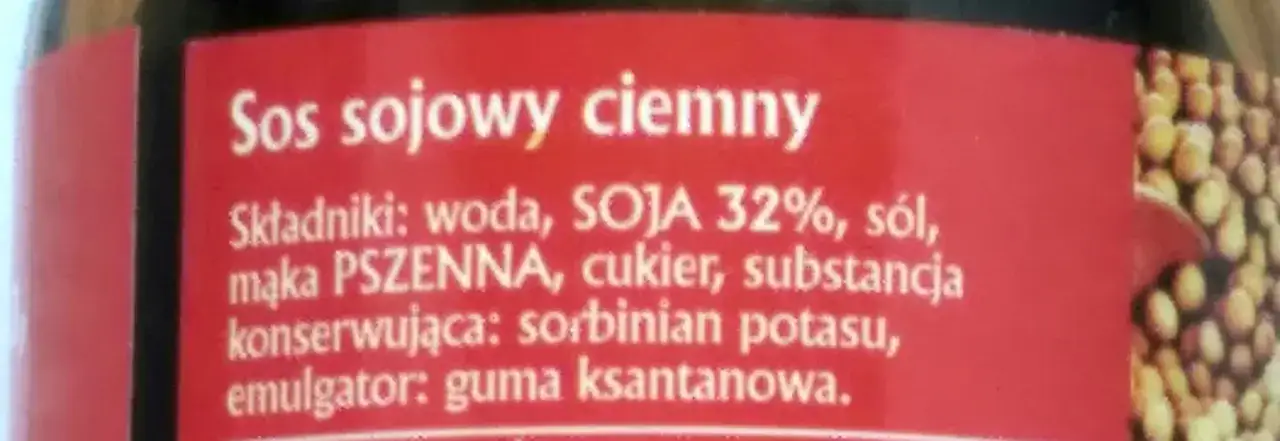 Sos sojowy ciemny
Składniki: woda, SOJA 32%, sól,
mąka PSZENNA, cukier, substancja
konserwująca: sorbinian potasu,
emulgator: guma ksantanowa.